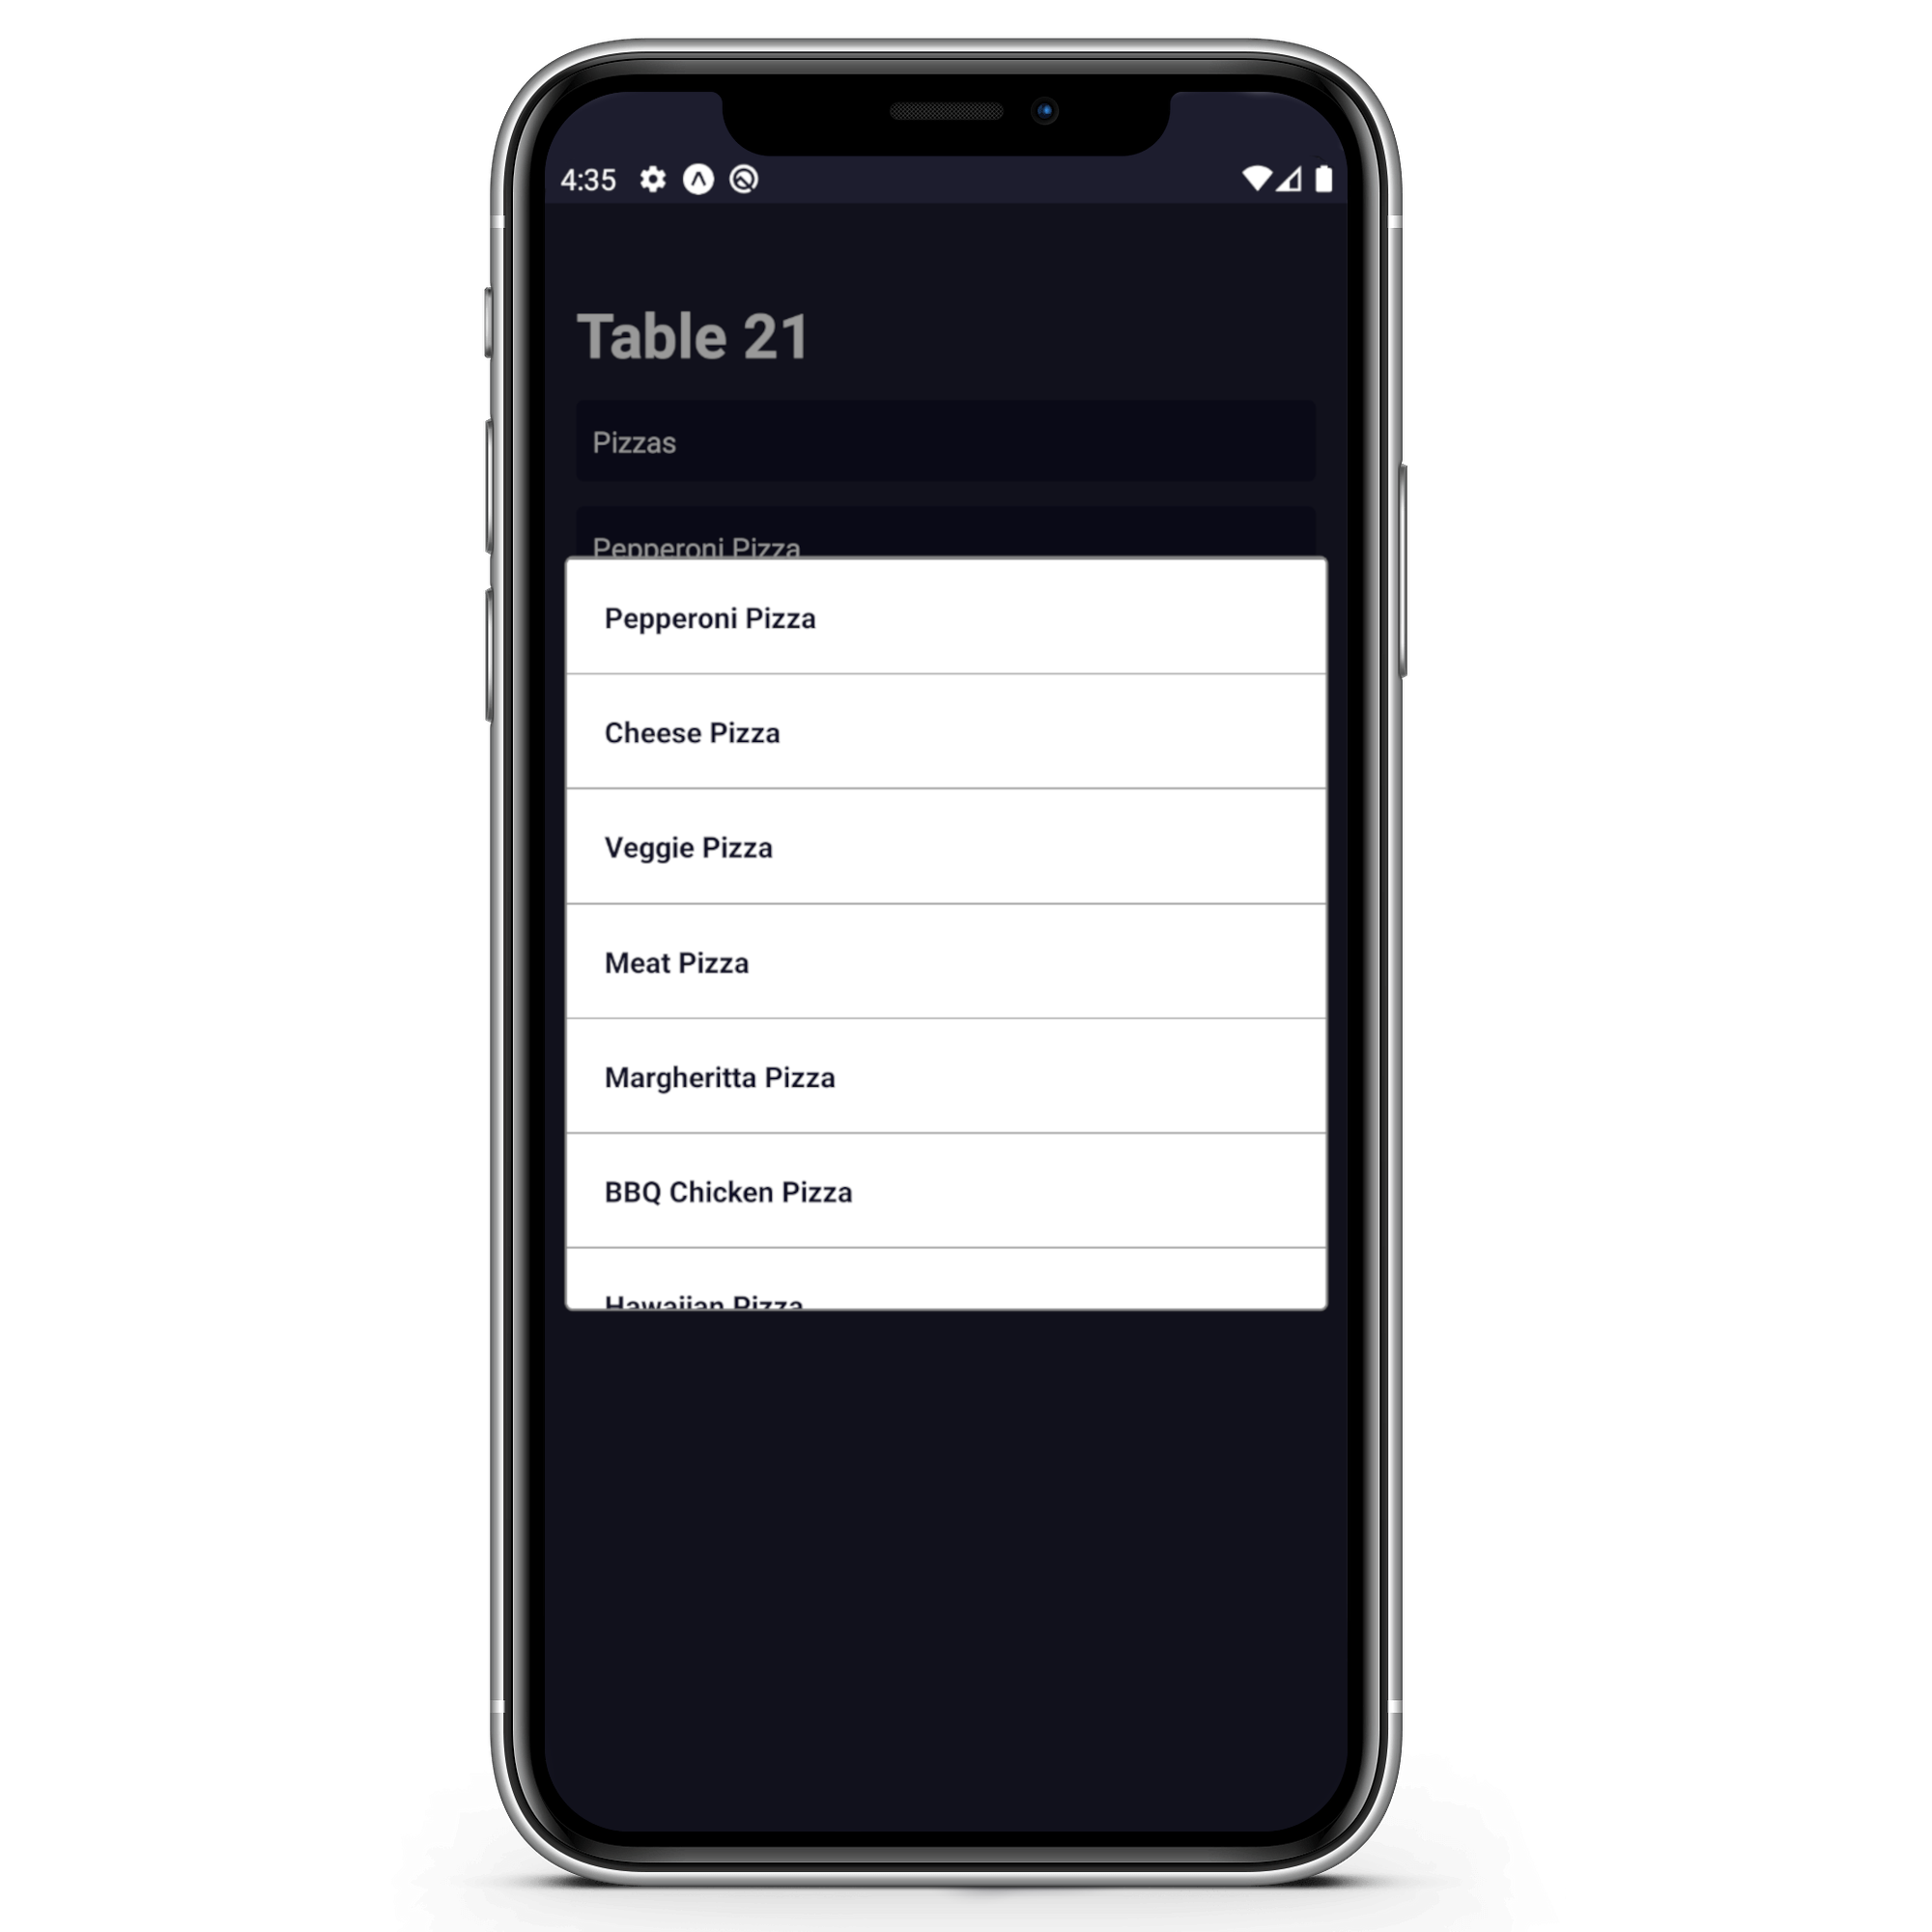 4:35
Table 21
Pizzas
Pepperoni Pizza
Pepperoni Pizza
Cheese Pizza
Veggie Pizza
Meat Pizza
Margheritta Pizza
BBQ Chicken Pizza
Hawaiian Pizza